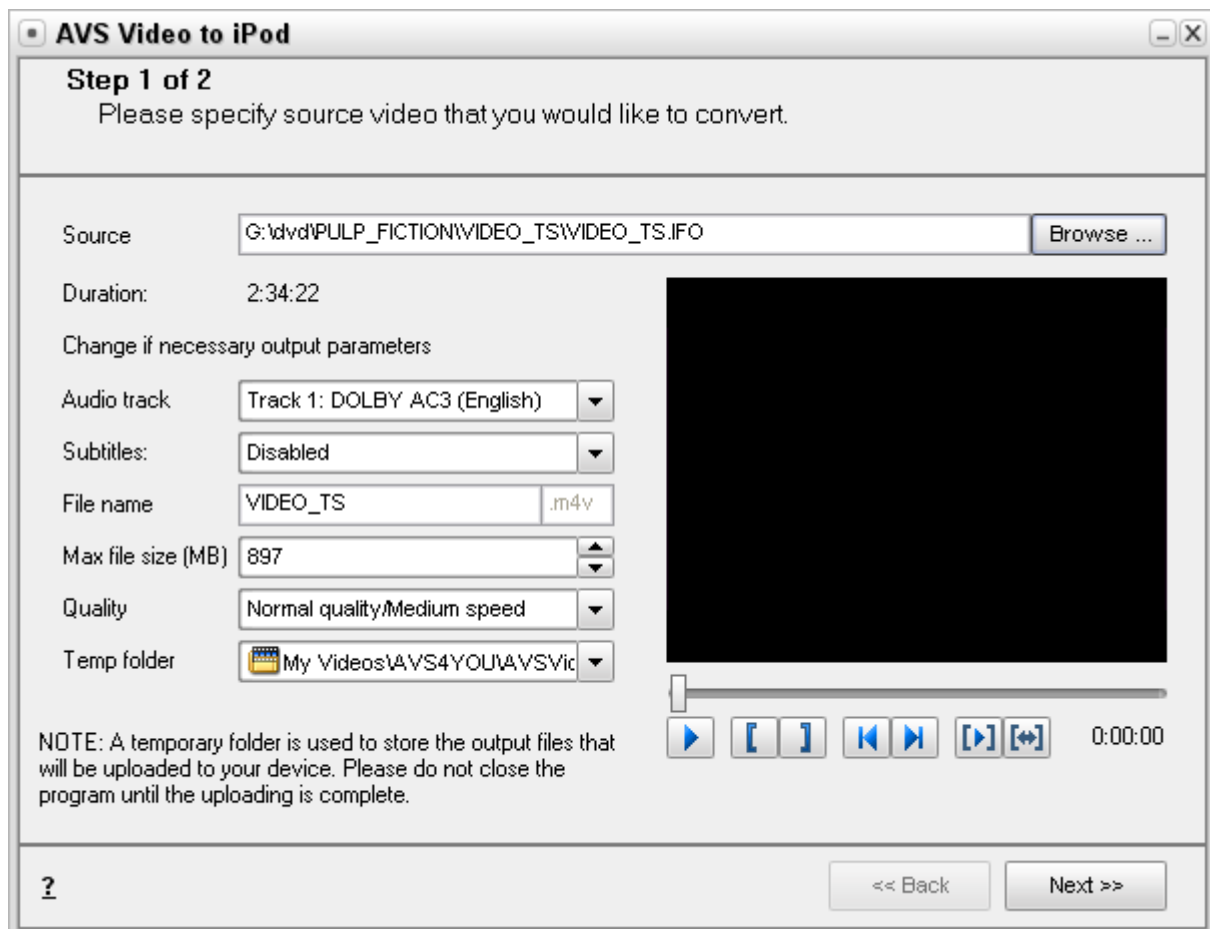 AVS Video to iPod
Step 1 of 2
Please specify source video that you would like to convert.
Source
G:\dvd\PULP_FICTION\VIDEO_TS\VIDEO_TS.IFO
Browse ...
Duration:
2:34:22
Change if necessary output parameters
Audio track
Track 1: DOLBY AC3 (English)
Subtitles:
Disabled
File name
VIDEO_TS
.m4v
Max file size (MB)
897
Quality
Normal quality/Medium speed
Temp folder
My Videos\AVS4YOU\AVSVic
0:00:00
NOTE: A temporary folder is used to store the output files that
will be uploaded to your device. Please do not close the
program until the uploading is complete.
?
<< Back
Next >>